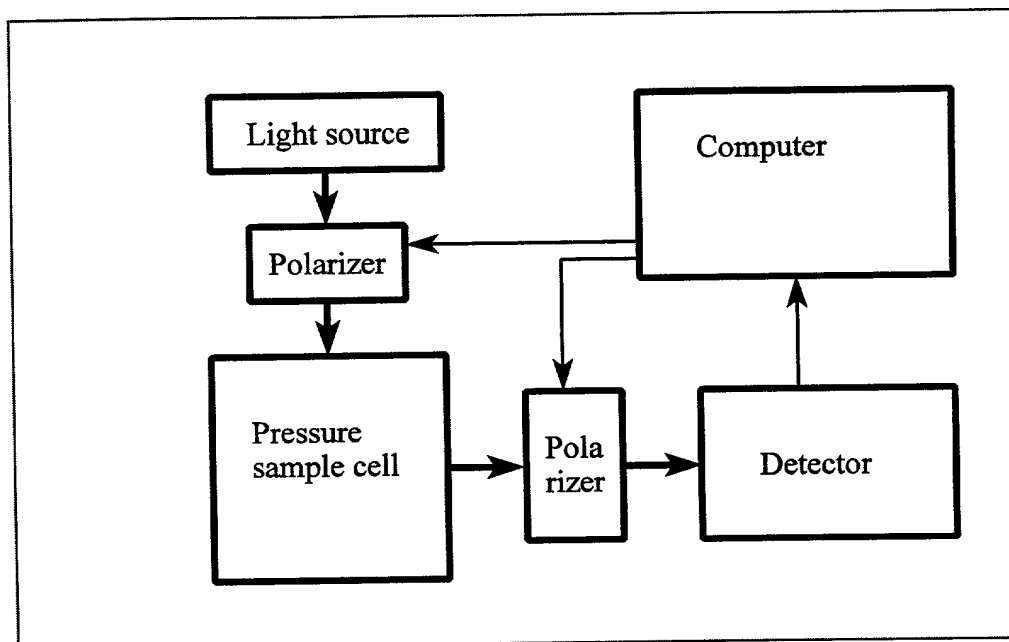 Light source
Computer
Polarizer
Pressure
sample cell
Pola
rizer
Detector